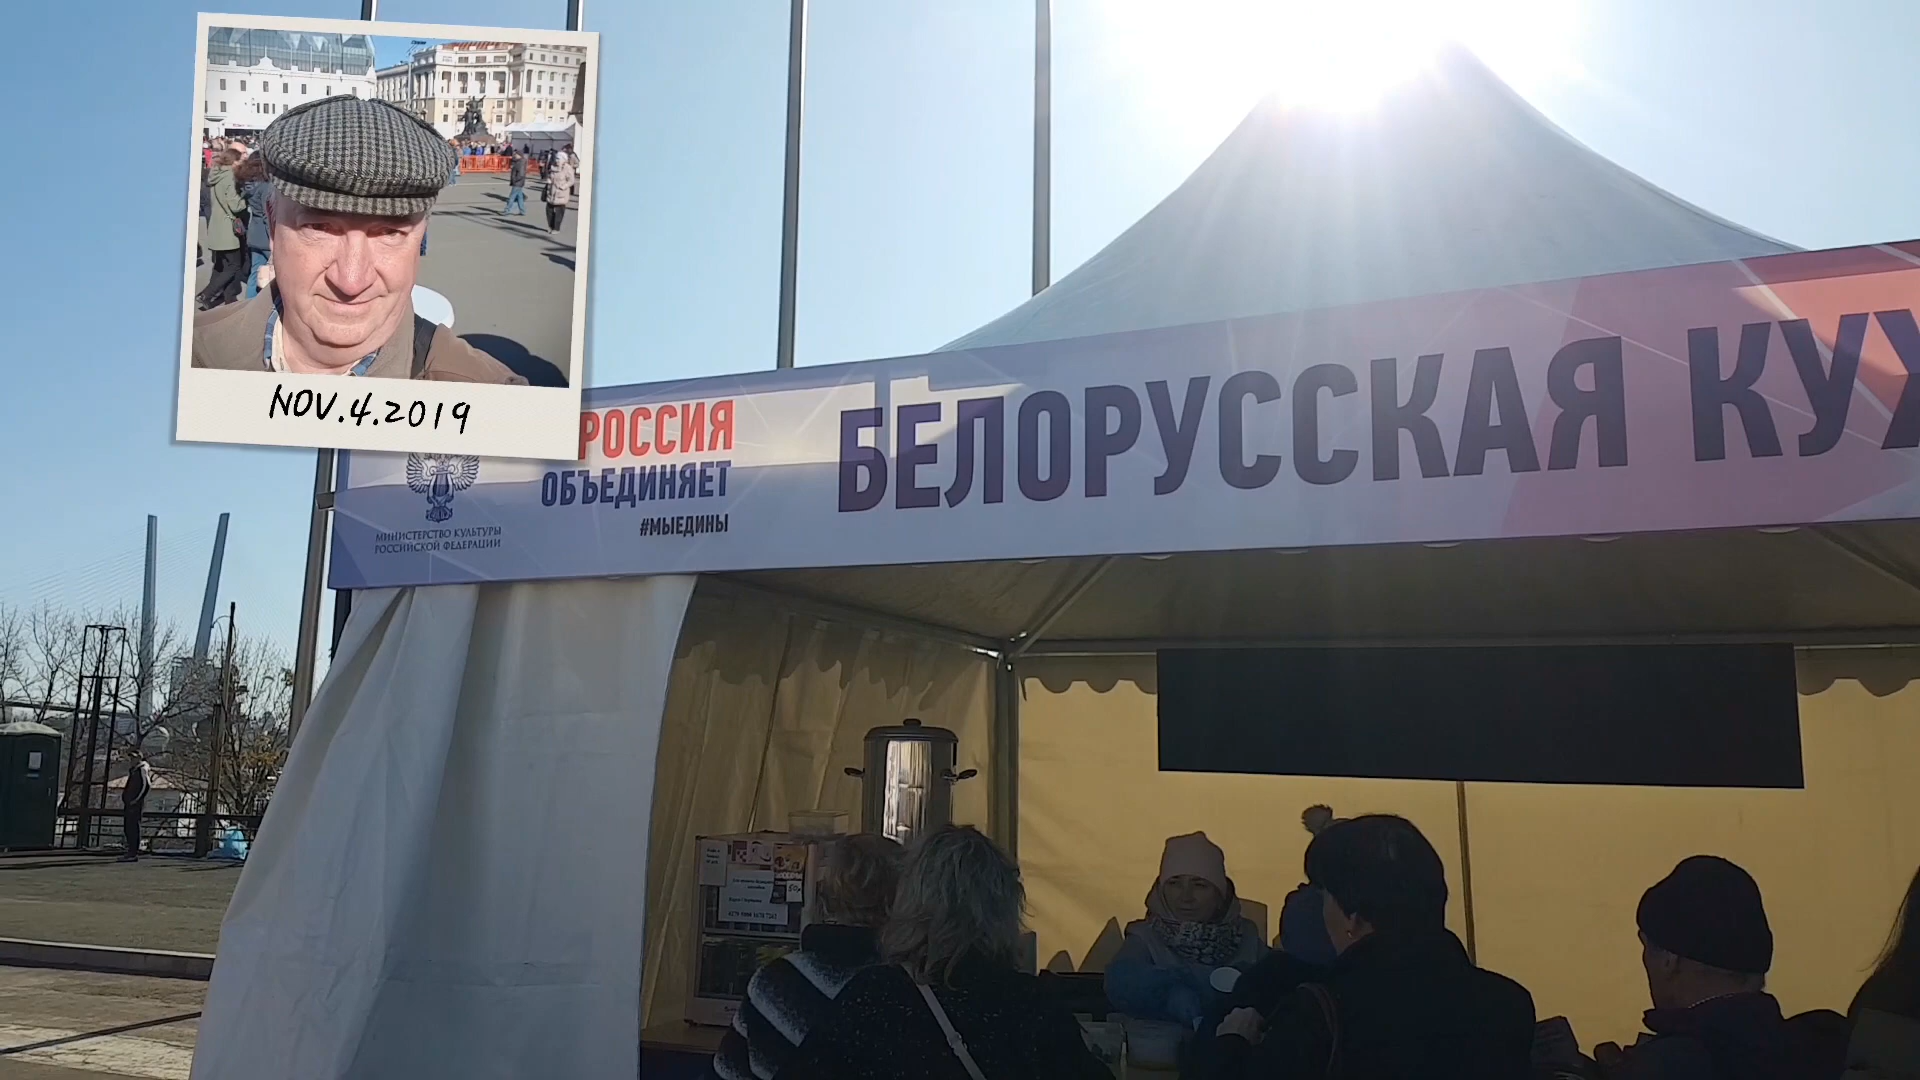 NOV.4.2019
РОССИЯ
ОБЪЕДИНЯЕТ
#МЫЕДИНЫ
МИНИСТЕРСТВО КУЛЬТУРЫ
РОССИЙСКОЙ ФЕДЕРАЦИИ
БЕЛОРУССКАЯ КУХ